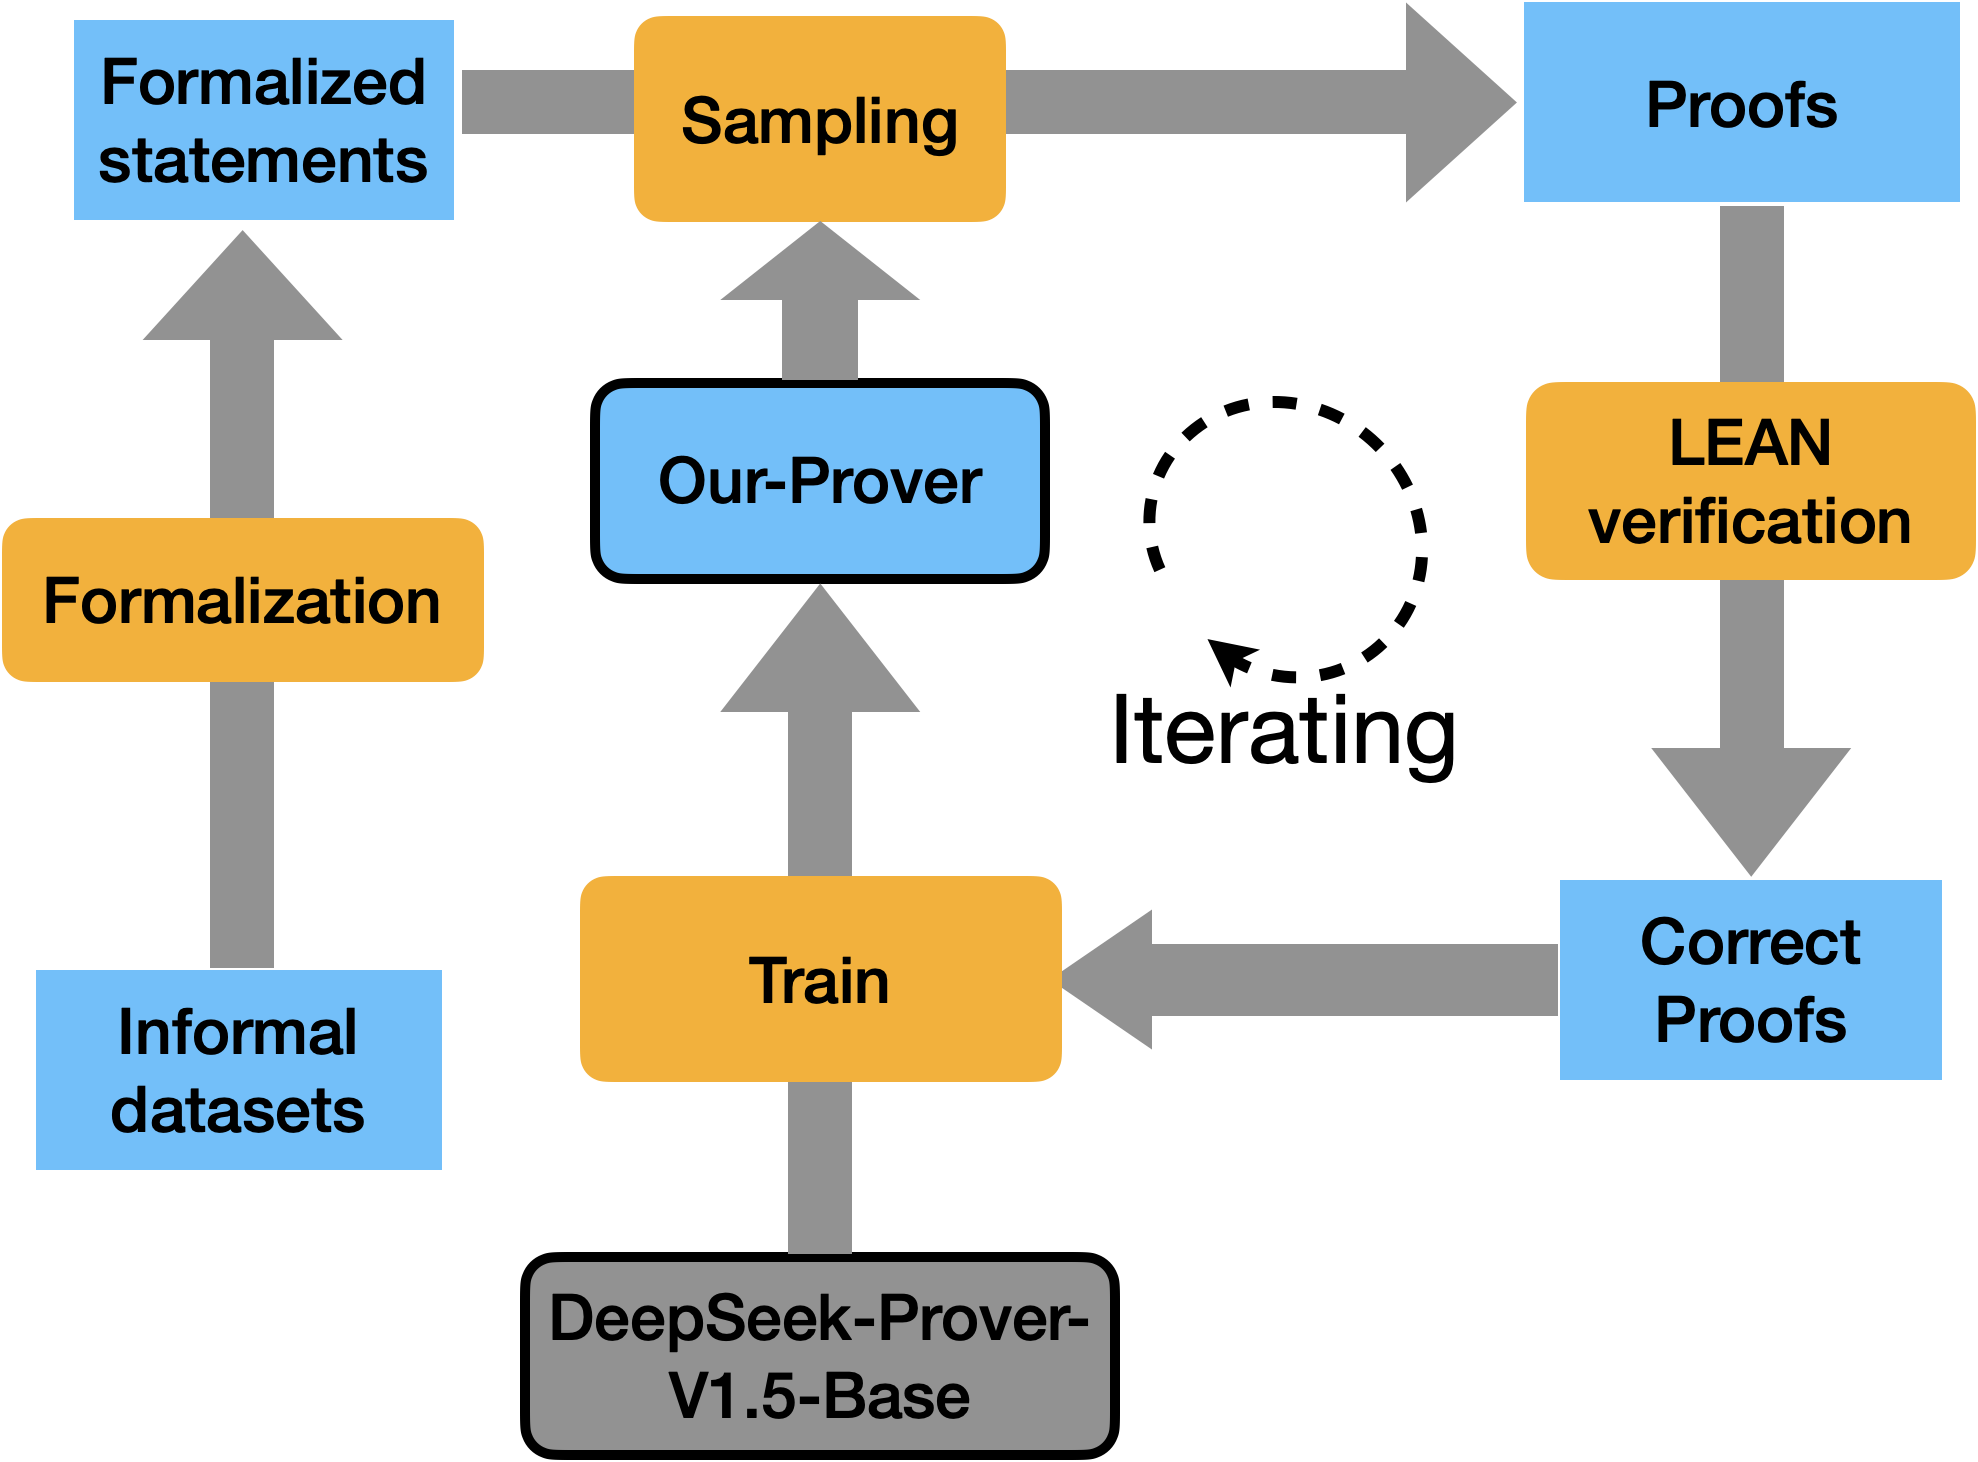 Formalized
statements
Sampling
Proofs
Our-Prover
LEAN
verification
Formalization
Iterating
Train
Correct
Proofs
Informal
datasets
DeepSeek-Prover-
V1.5-Base